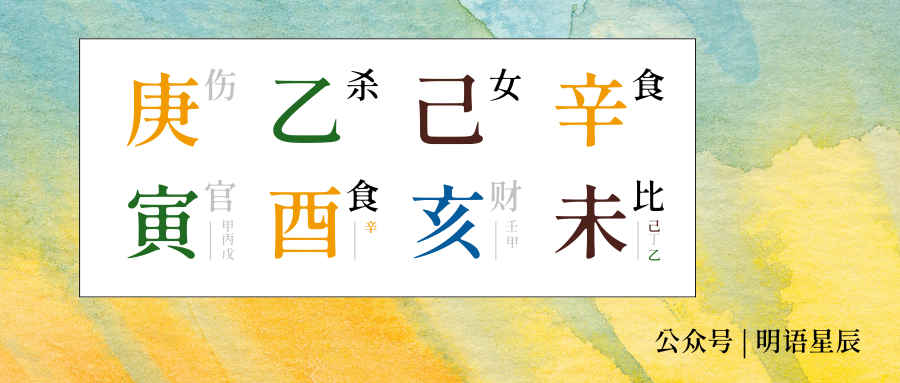 庚伤 乙杀 己女 辛食
寅官 酉食 亥财 未比
甲丙戊 辛 壬甲 己丁乙
公众号 | 明语星辰